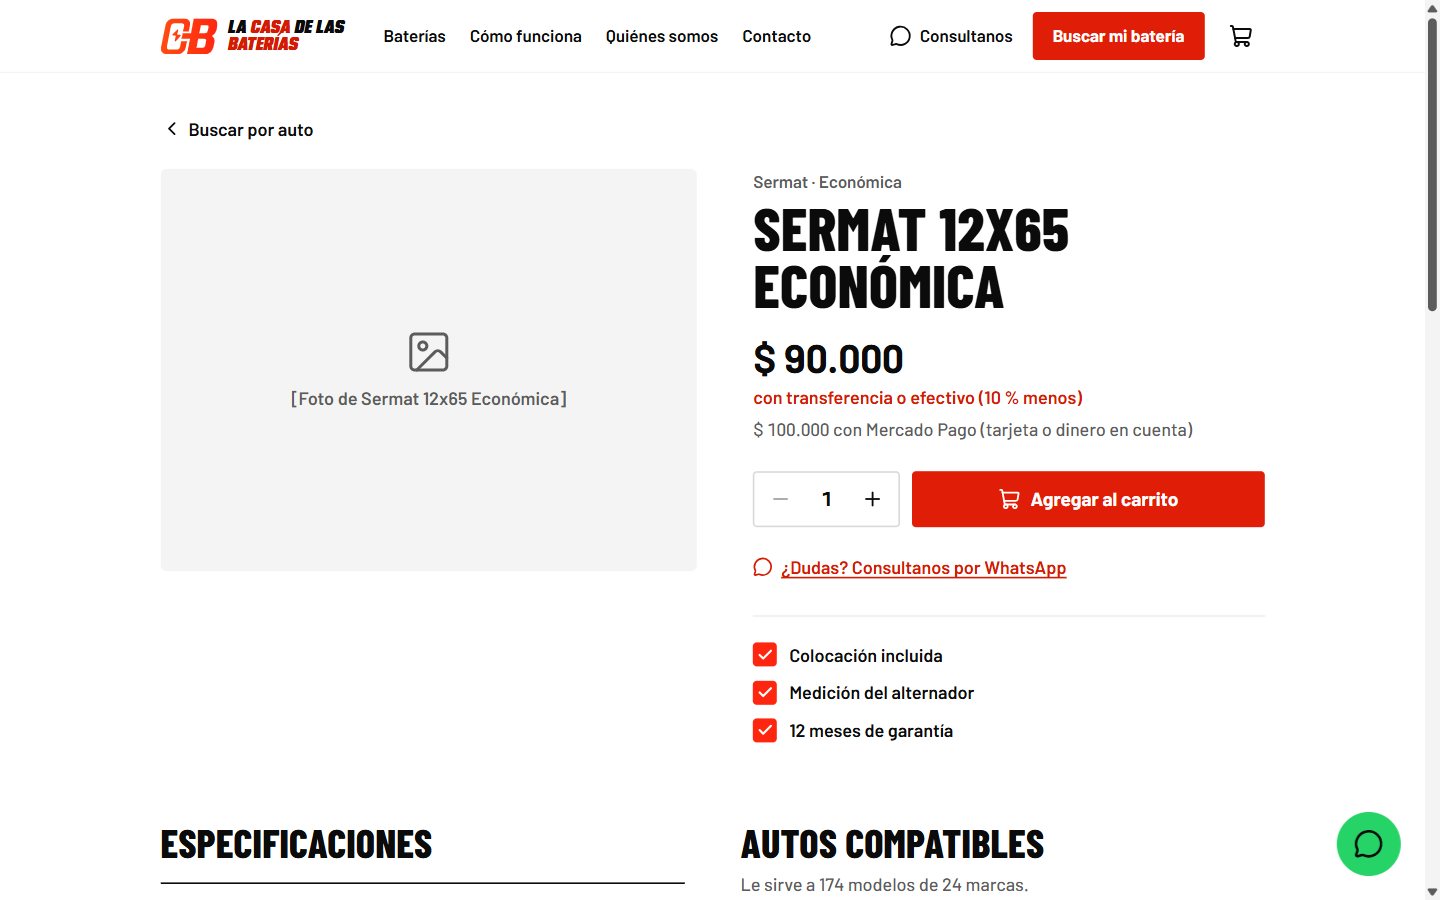 CB LA CASA DE LAS BATERÍAS
Baterías
Cómo funciona
Quiénes somos
Contacto
Consultanos
Buscar mi batería
Buscar por auto
[Foto de Sermat 12x65 Económica]
Sermat · Económica
SERMAT 12X65
ECONÓMICA
$ 90.000
con transferencia o efectivo (10 % menos)
$ 100.000 con Mercado Pago (tarjeta o dinero en cuenta)
1
Agregar al carrito
¿Dudas? Consultanos por WhatsApp
Colocación incluida
Medición del alternador
12 meses de garantía
ESPECIFICACIONES
AUTOS COMPATIBLES
Le sirve a 174 modelos de 24 marcas.